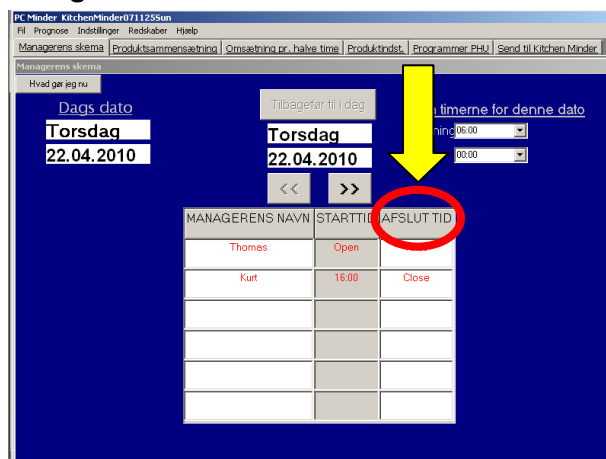 PC Minder KitchenMinder071125Sun
Fil Prognose Indstillinger Redskaber Hjælp
Managerens skema Produktsammensætning Omsætning pr. halve time Produktindst. Programmer PHU Send til Kitchen Minder
Managerens skema
Hvad gør jeg nu
Dags dato
Torsdag
22.04.2010
Tilbagefør til i dag
Torsdag
22.04.2010
<< >>
timerne for denne dato
06:00
00:00
MANAGERENS NAVN STARTTID AFSLUT TID
Thomas Open
Kurt 16:00 Close